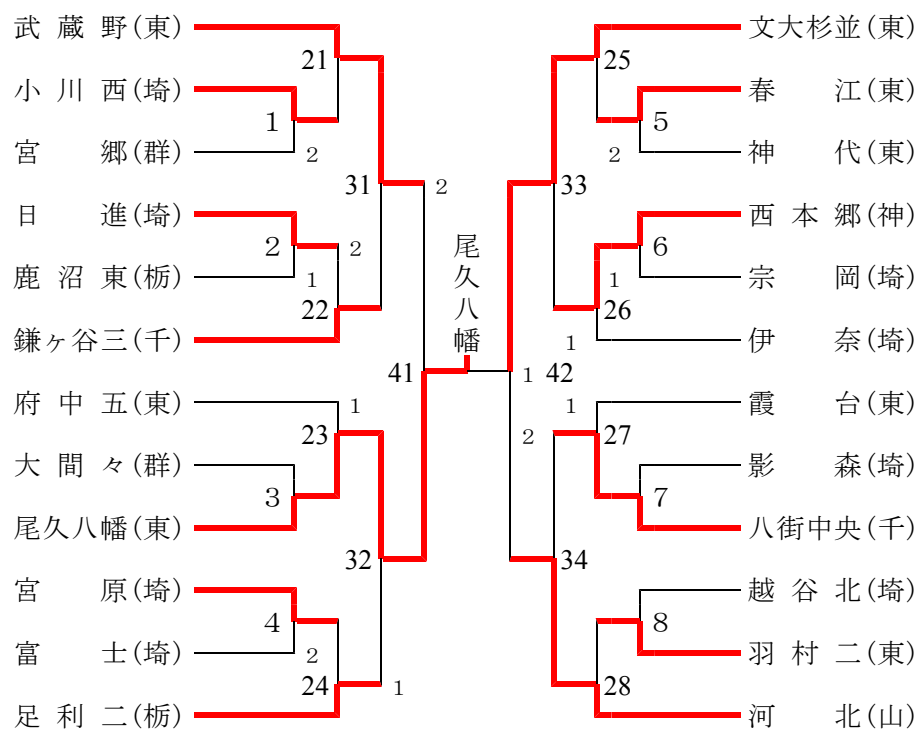 武蔵野(東)
21
小川西(埼)
1
宮郷(群)
2
31
2
日進(埼)
2
2
鹿沼東(栃)
1
22
鎌ヶ谷三(千)
41
府中五(東)
1
23
大間々(群)
3
尾久八幡(東)
32
宮原(埼)
4
富士(埼)
2
24
1
足利二(栃)
尾久八幡
文大杉並(東)
25
春江(東)
5
神代(東)
2
33
西本郷(神)
6
宗岡(埼)
1
26
伊奈(埼)
1
1
42
霞台(東)
1
27
2
影森(埼)
7
八街中央(千)
34
越谷北(埼)
8
羽村二(東)
28
河北(山)